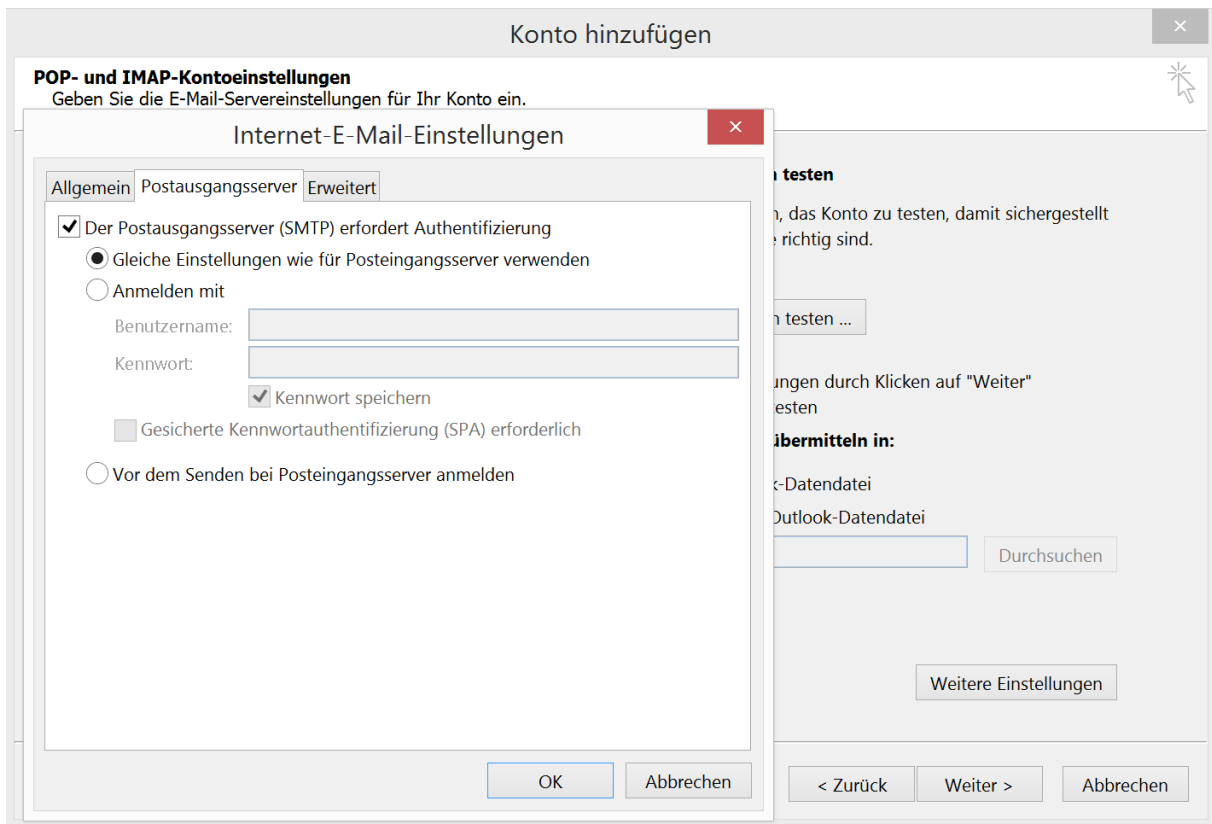 Konto hinzufügen
POP- und IMAP-Kontoeinstellungen
Geben Sie die E-Mail-Servereinstellungen für Ihr Konto ein.
Internet-E-Mail-Einstellungen
Allgemein Postausgangsserver Erweitert
Der Postausgangsserver (SMTP) erfordert Authentifizierung
Gleiche Einstellungen wie für Posteingangsserver verwenden
Anmelden mit
Benutzername:
Kennwort:
Kennwort speichern
Gesicherte Kennwortauthentifizierung (SPA) erforderlich
Vor dem Senden bei Posteingangsserver anmelden
OK Abbrechen
testen
, das Konto zu testen, damit sichergestellt
richtig sind.
testen ...
durch Klicken auf "Weiter"
übermitteln in:
-Datendatei
Outlook-Datendatei
Durchsuchen
Weitere Einstellungen
< Zurück Weiter > Abbrechen